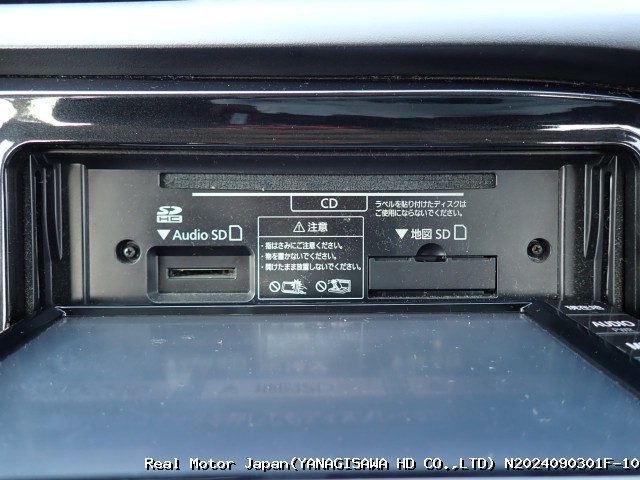 CD
ラベルを貼り付けたディスクは
ご使用にならないでください。
SD
HC
▼Audio SD
⚠注意
・指はさみにご注意ください。
・物を置かないでください。
・開けたまま放置しないでください。
▼地図 SD
現在地
AUDIO
Real Motor Japan(YANAGISAWA HD CO.,LTD) N2024090301F-10